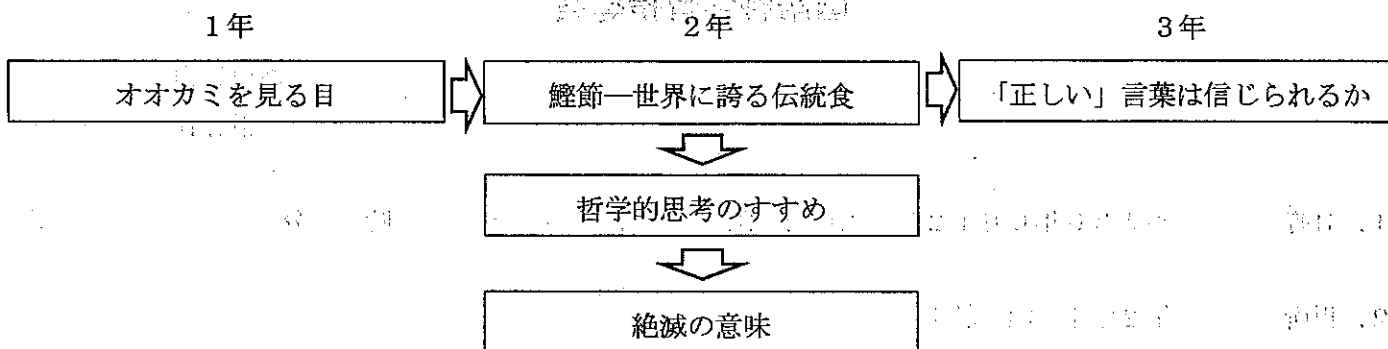 1年 2年 3年
オオカミを見る目 鰹節―世界に誇る伝統食 「正しい」言葉は信じられるか
哲学的思考のすすめ
絶滅の意味